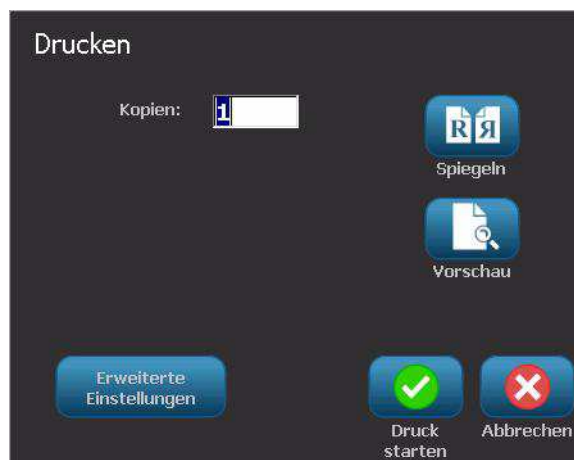 Drucken
Kopien: 1
R Я
Spiegeln
Vorschau
Erweiterte
Einstellungen
Druck
starten
Abbrechen